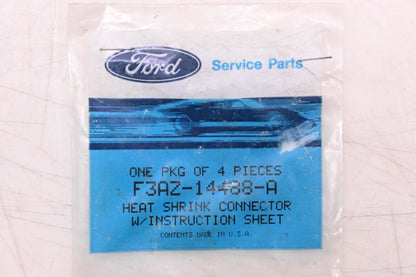 Ford Service Parts
ONE PKG OF 4 PIECES
F3AZ-14488-A
HEAT SHRINK CONNECTOR
W/INSTRUCTION SHEET
CONTENTS MADE IN U.S.A.